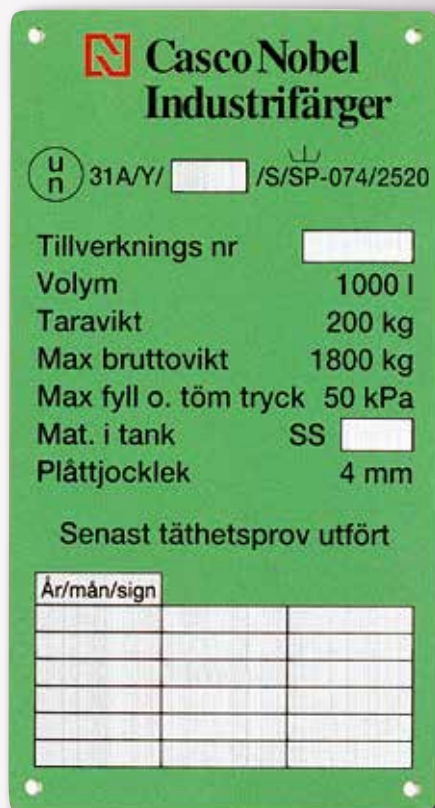 Casco Nobel
Industrifärger
un 31A/Y/ /S/SP-074/2520
Tillverknings nr
Volym 1000 l
Taravikt 200 kg
Max bruttovikt 1800 kg
Max fyll o. töm tryck 50 kPa
Mat. i tank SS
Plåttjocklek 4 mm
Senast täthetsprov utfört
År/mån/sign